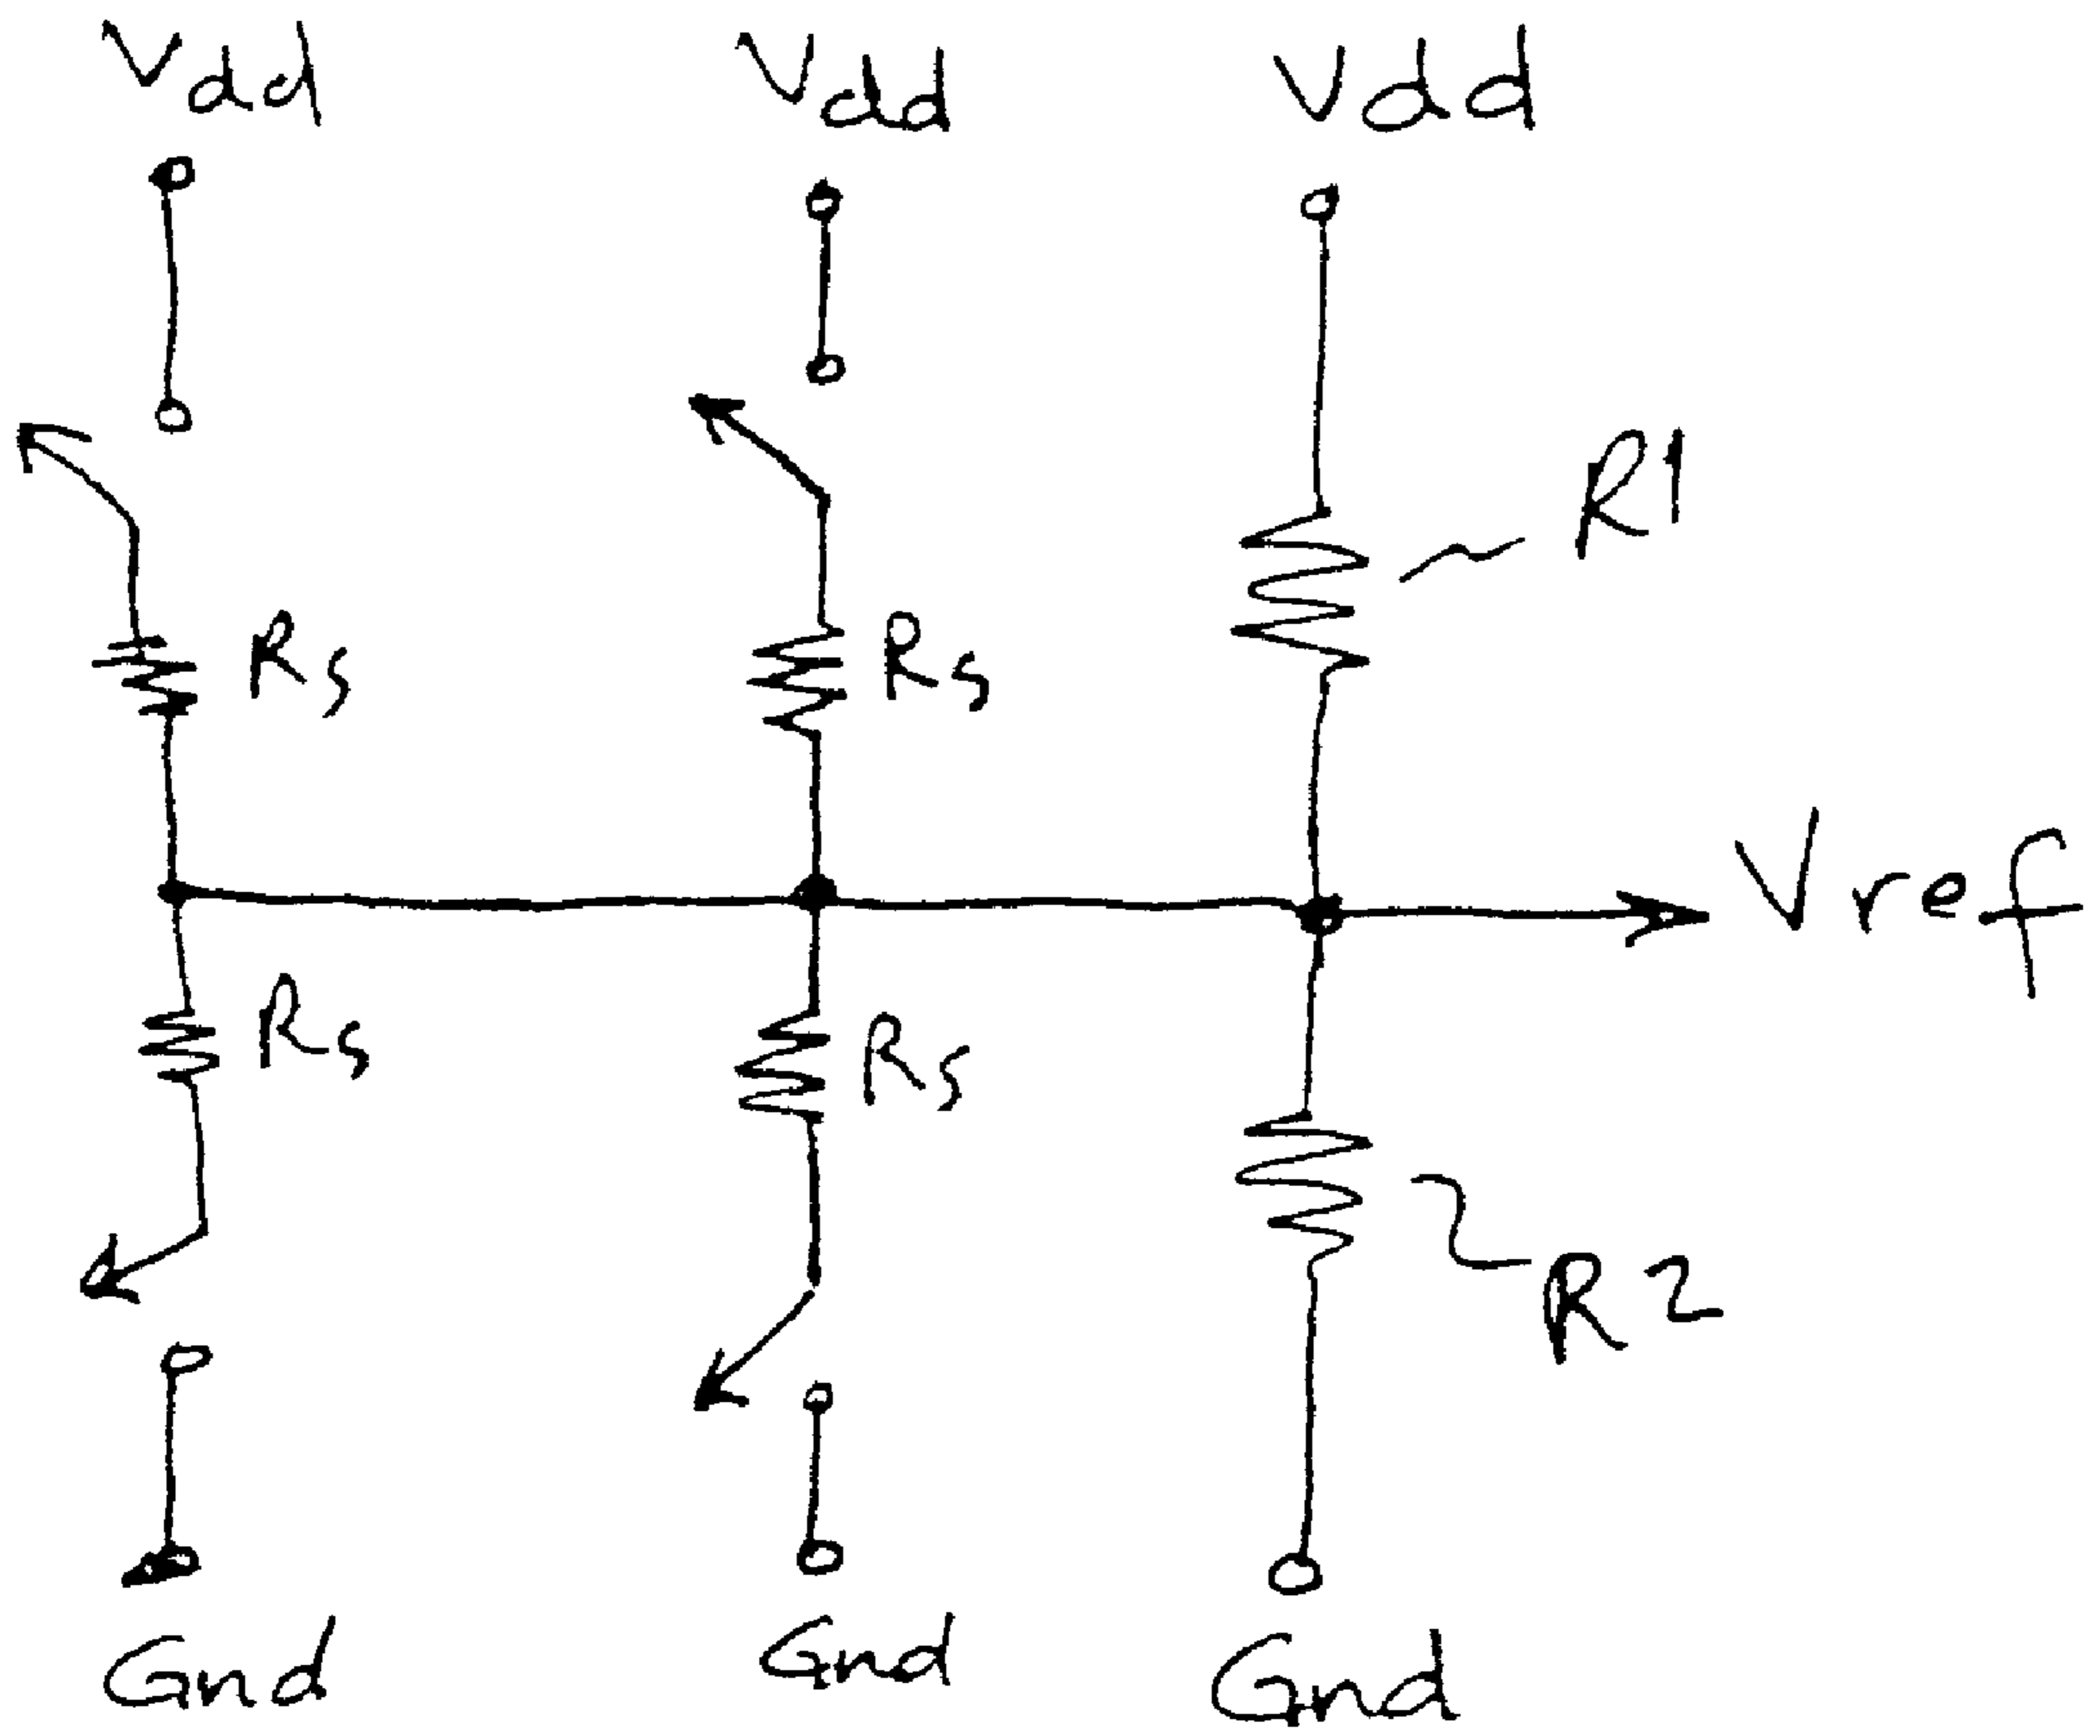 Vdd Vdd Vdd
R1
Rs Rs
Vref
Rs Rs
R2
Gnd Gnd Gnd